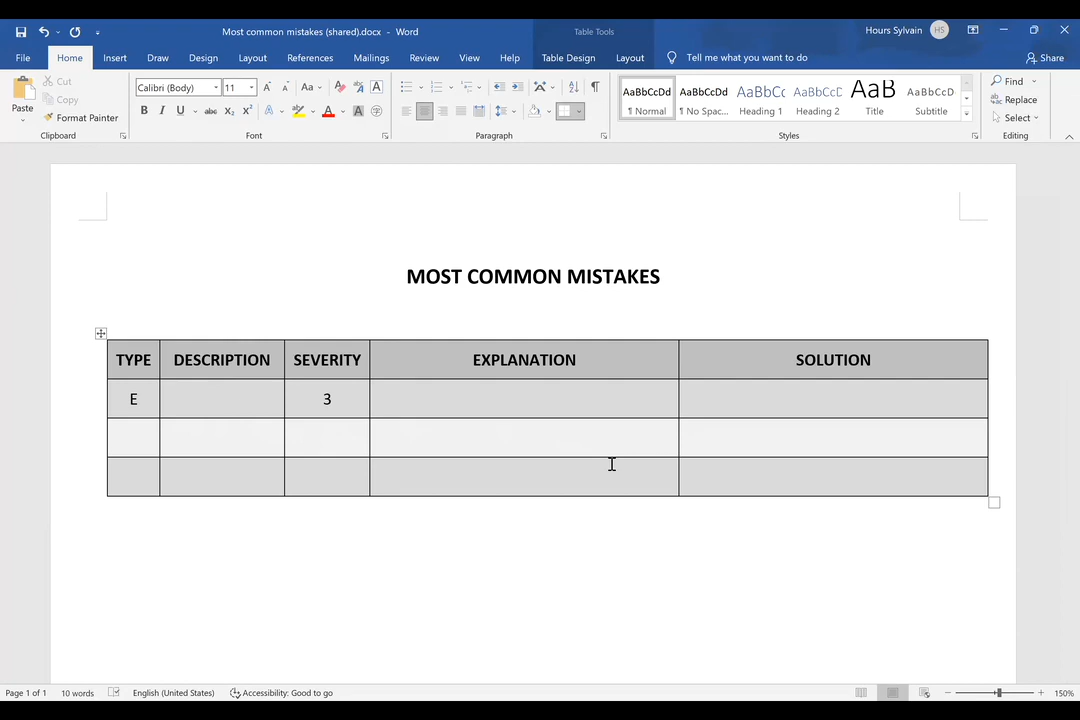 Most common mistakes (shared).docx - Word
Table Tools
Hours Sylvain
HS
File
Home
Insert
Draw
Design
Layout
References
Mailings
Review
View
Help
Table Design
Layout
Tell me what you want to do
Share
Paste
Cut
Copy
Format Painter
Clipboard
Calibri (Body)
11
Font
Paragraph
AaBbCcDd
¶ Normal
AaBbCcDd
¶ No Spac...
AaBbCc
Heading 1
AaBbCcD
Heading 2
AaB
Title
AaBbCcD
Subtitle
Styles
Find
Replace
Select
Editing
MOST COMMON MISTAKES
TYPE DESCRIPTION SEVERITY EXPLANATION SOLUTION
E 3
Page 1 of 1 10 words English (United States) Accessibility: Good to go 150%